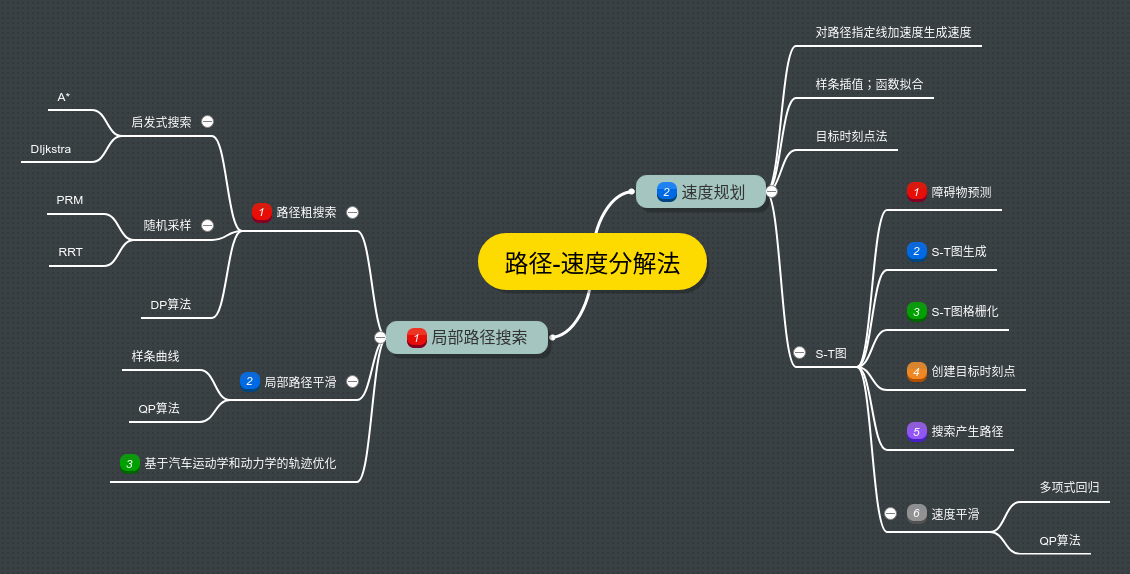 路径-速度分解法
1 局部路径搜索
1 路径粗搜索
启发式搜索
A*
DIjkstra
随机采样
PRM
RRT
DP算法
2 局部路径平滑
样条曲线
QP算法
3 基于汽车运动学和动力学的轨迹优化
2 速度规划
对路径指定线加速度生成速度
样条插值；函数拟合
目标时刻点法
S-T图
1 障碍物预测
2 S-T图生成
3 S-T图格栅化
4 创建目标时刻点
5 搜索产生路径
6 速度平滑
多项式回归
QP算法